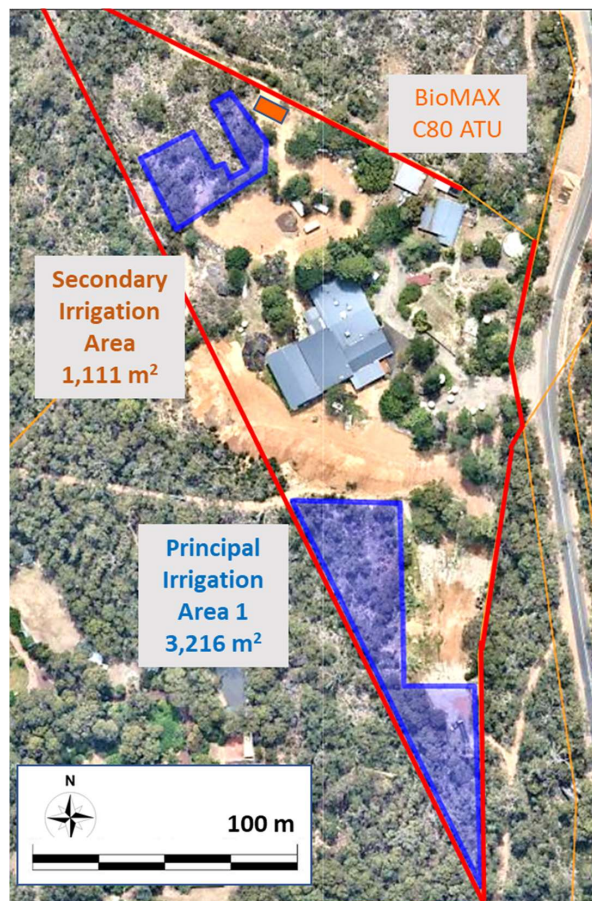 BioMAX
C80 ATU
Secondary
Irrigation
Area
1,111 m²
Principal
Irrigation
Area 1
3,216 m²
N
100 m